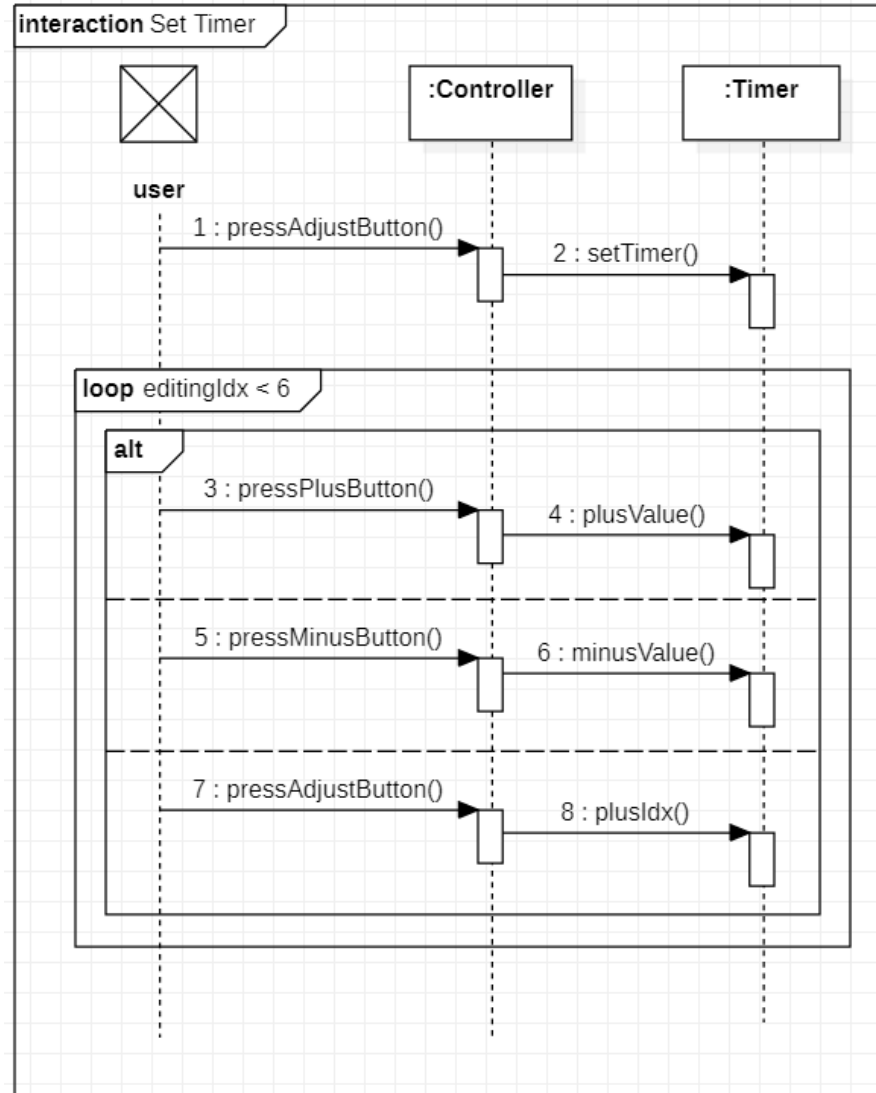 interaction Set Timer
:Controller
:Timer
user
1 : pressAdjustButton()
2 : setTimer()
loop editingIdx < 6
alt
3 : pressPlusButton()
4 : plusValue()
5 : pressMinusButton()
6 : minusValue()
7 : pressAdjustButton()
8 : plusIdx()